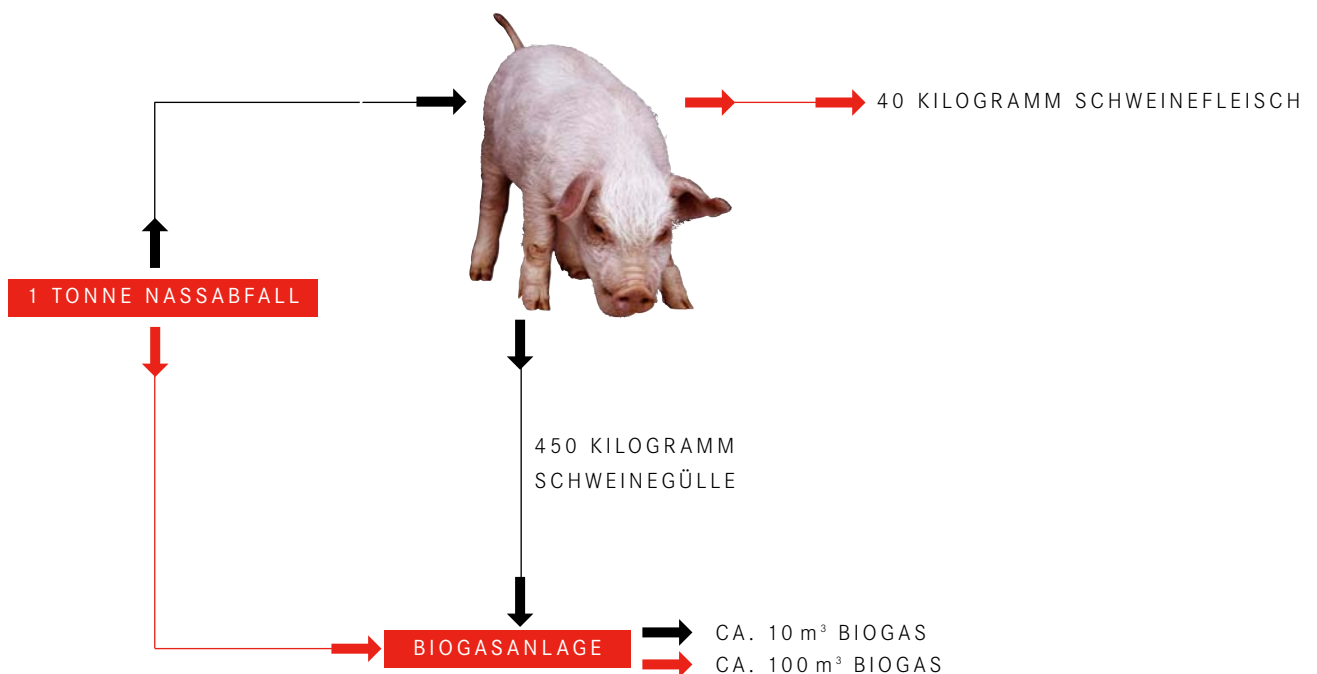 40 KILOGRAMM SCHWEINEFLEISCH
1 TONNE NASSABFALL
450 KILOGRAMM
SCHWEINEGÜLLE
BIOGASANLAGE
CA. 10 m³ BIOGAS
CA. 100 m³ BIOGAS